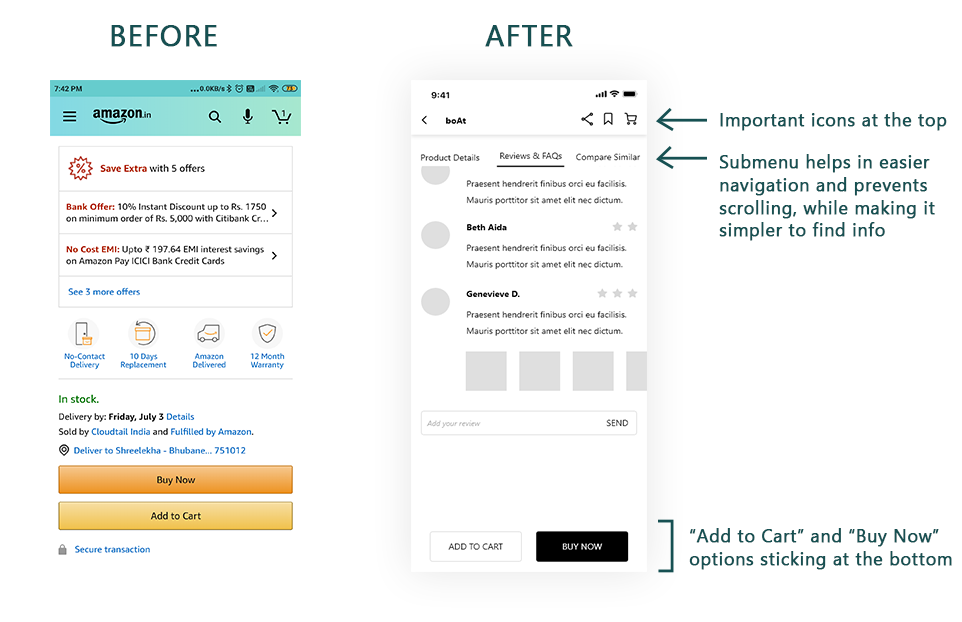 BEFORE
AFTER
7:42 PM
...0.0KB/s
amazon.in
1
Save Extra with 5 offers
Bank Offer: 10% Instant Discount up to Rs. 1750
on minimum order of Rs. 5,000 with Citibank Cr...
No Cost EMI: Upto ₹ 197.64 EMI interest savings
on Amazon Pay ICICI Bank Credit Cards
See 3 more offers
No-Contact
Delivery
10 Days
Replacement
Amazon
Delivered
12 Month
Warranty
In stock.
Delivery by: Friday, July 3 Details
Sold by Cloudtail India and Fulfilled by Amazon.
Deliver to Shreelekha - Bhubane... 751012
Buy Now
Add to Cart
Secure transaction
9:41
boAt
Product Details
Reviews & FAQs
Compare Similar
Praesent hendrerit finibus orci eu facilisis.
Mauris porttitor sit amet elit nec dictum.
Beth Aida
Praesent hendrerit finibus orci eu facilisis.
Mauris porttitor sit amet elit nec dictum.
Genevieve D.
Praesent hendrerit finibus orci eu facilisis.
Mauris porttitor sit amet elit nec dictum.
Add your review
SEND
ADD TO CART
BUY NOW
Important icons at the top
Submenu helps in easier
navigation and prevents
scrolling, while making it
simpler to find info
“Add to Cart” and “Buy Now”
options sticking at the bottom